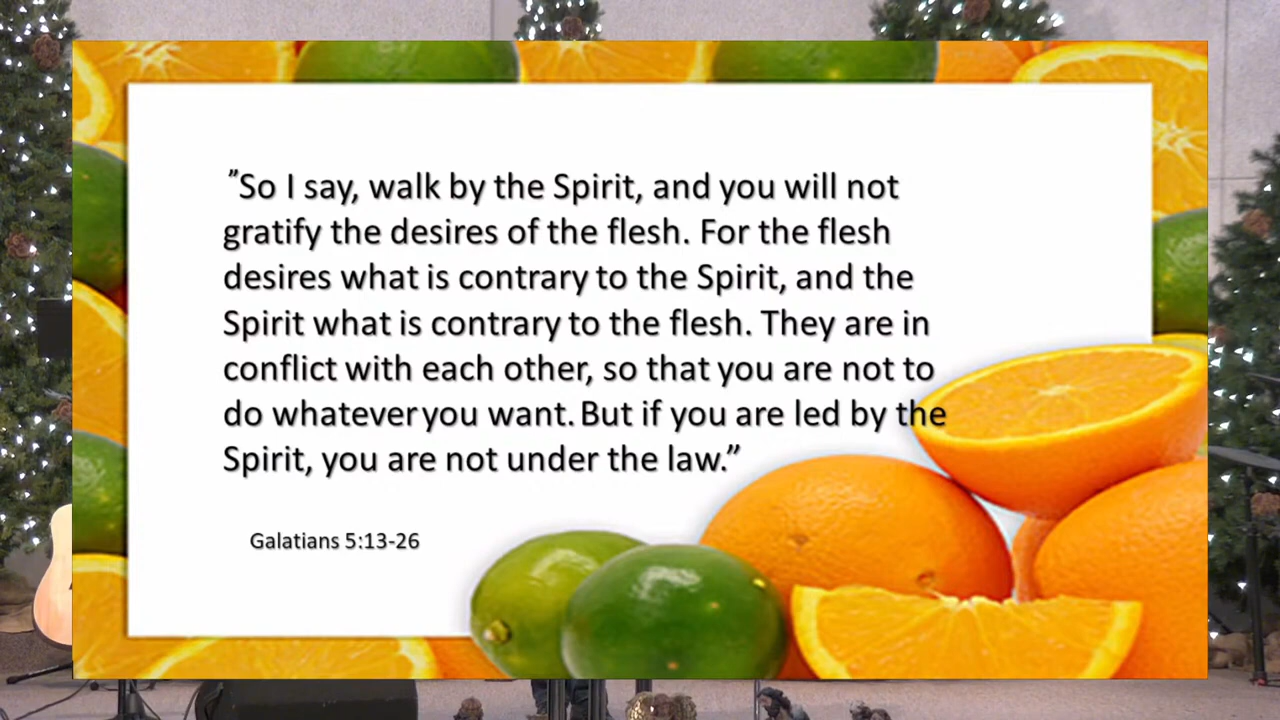 "So I say, walk by the Spirit, and you will not
gratify the desires of the flesh. For the flesh
desires what is contrary to the Spirit, and the
Spirit what is contrary to the flesh. They are in
conflict with each other, so that you are not to
do whatever you want. But if you are led by the
Spirit, you are not under the law.”
Galatians 5:13-26